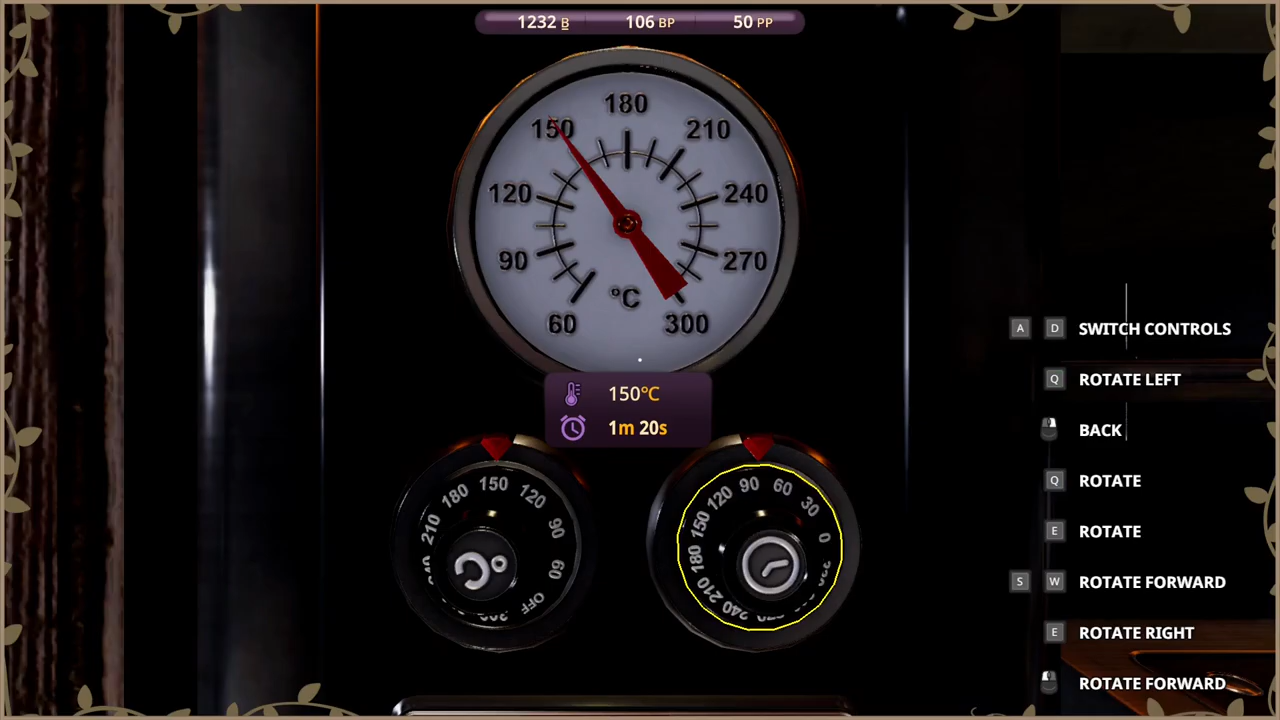 1232 B 106 BP 50 PP
180
150 210
120 240
90 270
°C
60 300
150°C
1m 20s
210 180 150 120 90 60 OFF
240 210 180 150 120 90 60 30 0
A D SWITCH CONTROLS
Q ROTATE LEFT
BACK
Q ROTATE
E ROTATE
S W ROTATE FORWARD
E ROTATE RIGHT
ROTATE FORWARD